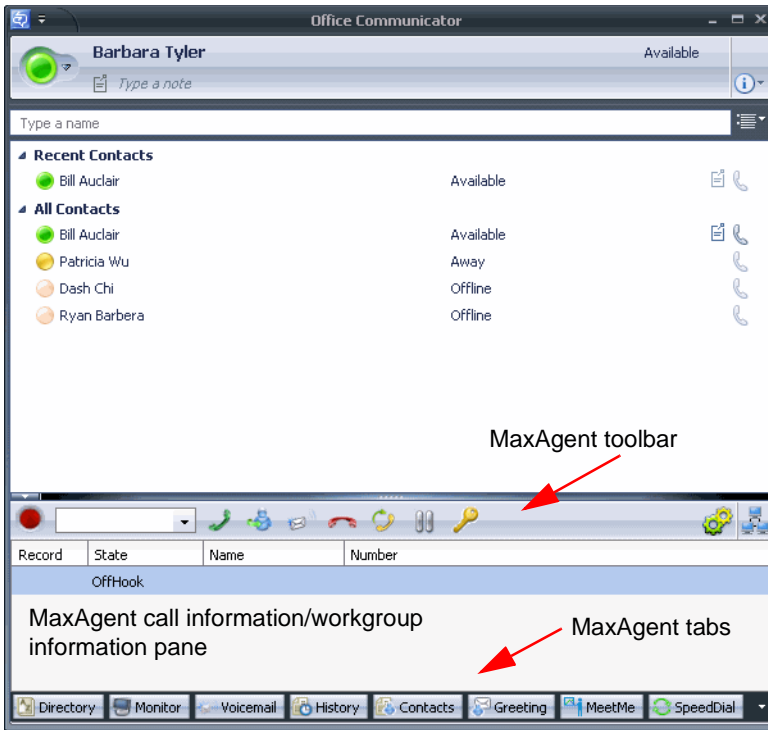 Office Communicator
Barbara Tyler Available
Type a note
Type a name
Recent Contacts
Bill Auclair Available
All Contacts
Bill Auclair Available
Patricia Wu Away
Dash Chi Offline
Ryan Barbera Offline
MaxAgent toolbar
Record State Name Number
OffHook
MaxAgent call information/workgroup
information pane
MaxAgent tabs
Directory Monitor Voicemail History Contacts Greeting MeetMe SpeedDial